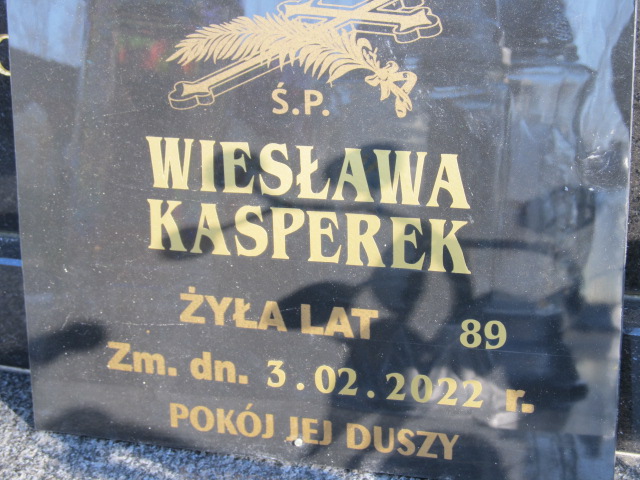 Ś.P.
WIESŁAWA
KASPEREK
ŻYŁA LAT 89
Zm. dn. 3.02.2022 r.
POKÓJ JEJ DUSZY